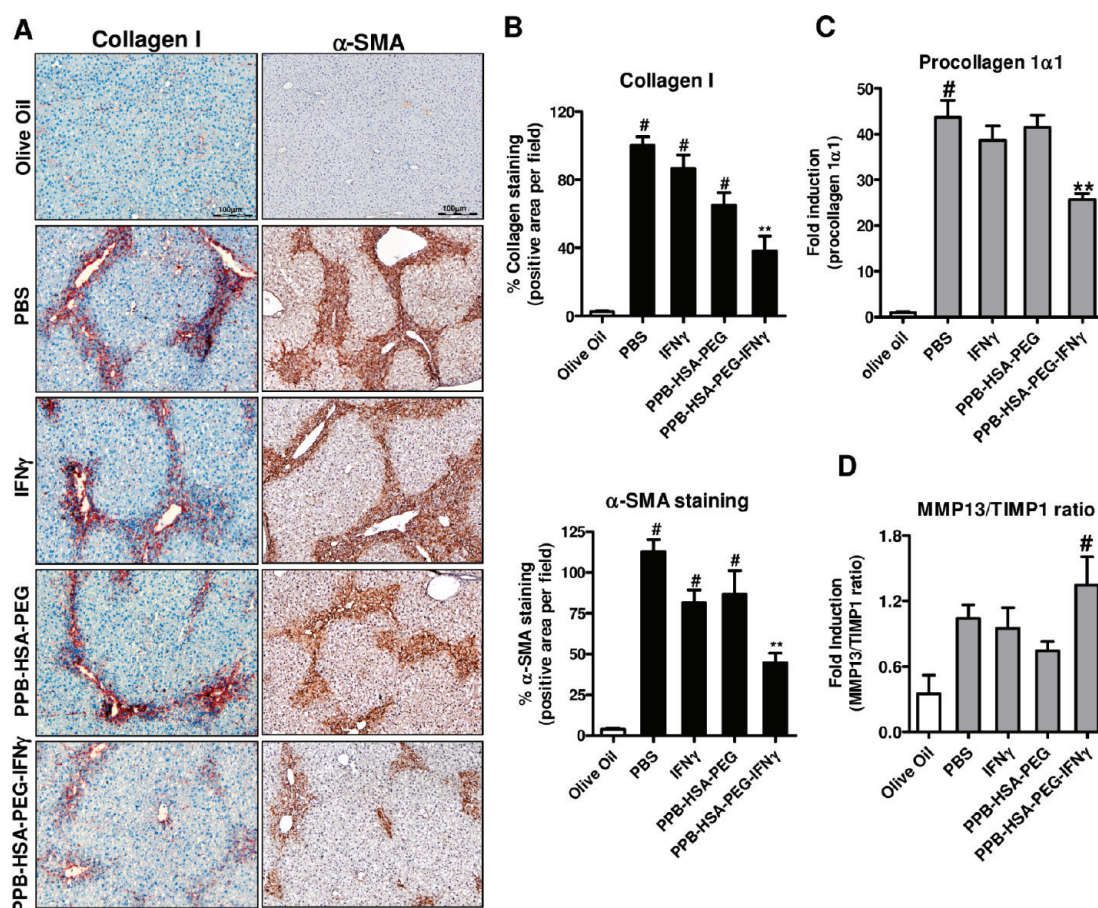 A
Collagen I
α-SMA
Olive Oil
100µm
100µm
PBS
IFNγ
PPB-HSA-PEG
PPB-HSA-PEG-IFNγ
B
Collagen I
% Collagen staining
(positive area per field)
120
80
40
0
#
#
#
**
Olive Oil
PBS
IFNγ
PPB-HSA-PEG
PPB-HSA-PEG-IFNγ
α-SMA staining
% α-SMA staining
(positive area per field)
125
100
75
50
25
0
#
#
#
**
Olive Oil
PBS
IFNγ
PPB-HSA-PEG
PPB-HSA-PEG-IFNγ
C
Procollagen 1α1
Fold induction
(procollagen 1α1)
50
40
30
20
10
0
#
**
olive oil
PBS
IFNγ
PPB-HSA-PEG
PPB-HSA-PEG-IFNγ
D
MMP13/TIMP1 ratio
Fold Induction
(MMP13/TIMP1 ratio)
1.8
1.2
0.6
0.0
#
Olive Oil
PBS
IFNγ
PPB-HSA-PEG
PPB-HSA-PEG-IFNγ